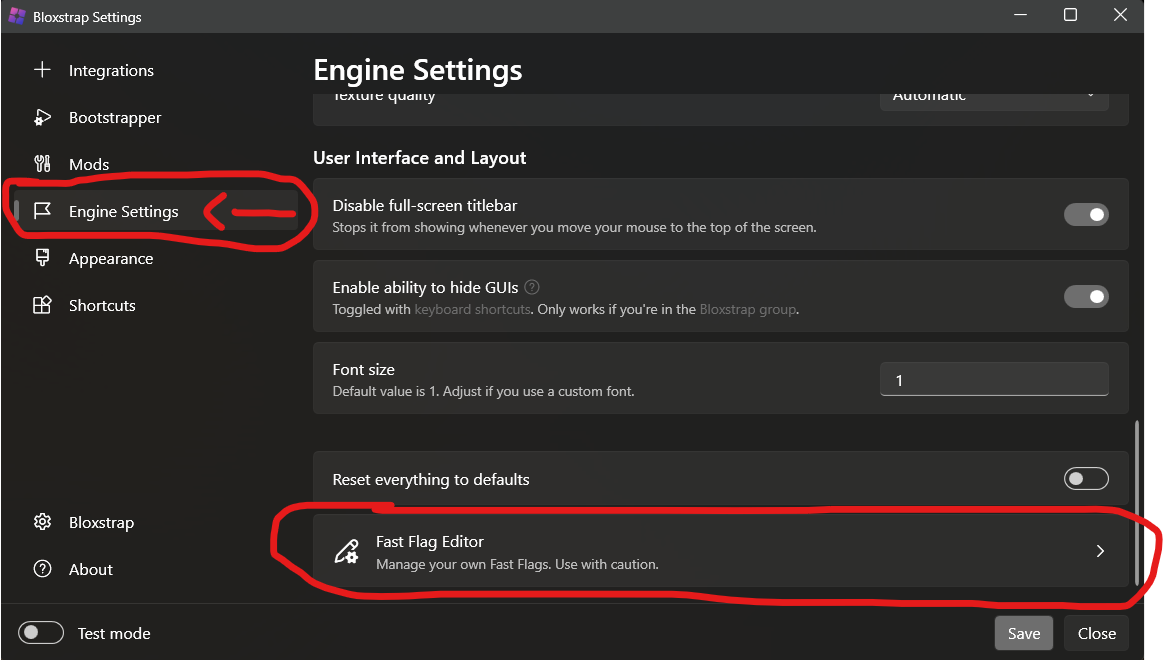 Bloxstrap Settings
Integrations
Bootstrapper
Mods
Engine Settings
Appearance
Shortcuts
Bloxstrap
About
Test mode
Engine Settings
Texture quality
Automatic
User Interface and Layout
Disable full-screen titlebar
Stops it from showing whenever you move your mouse to the top of the screen.
Enable ability to hide GUIs
Toggled with keyboard shortcuts. Only works if you're in the Bloxstrap group.
Font size
Default value is 1. Adjust if you use a custom font.
1
Reset everything to defaults
Fast Flag Editor
Manage your own Fast Flags. Use with caution.
Save
Close